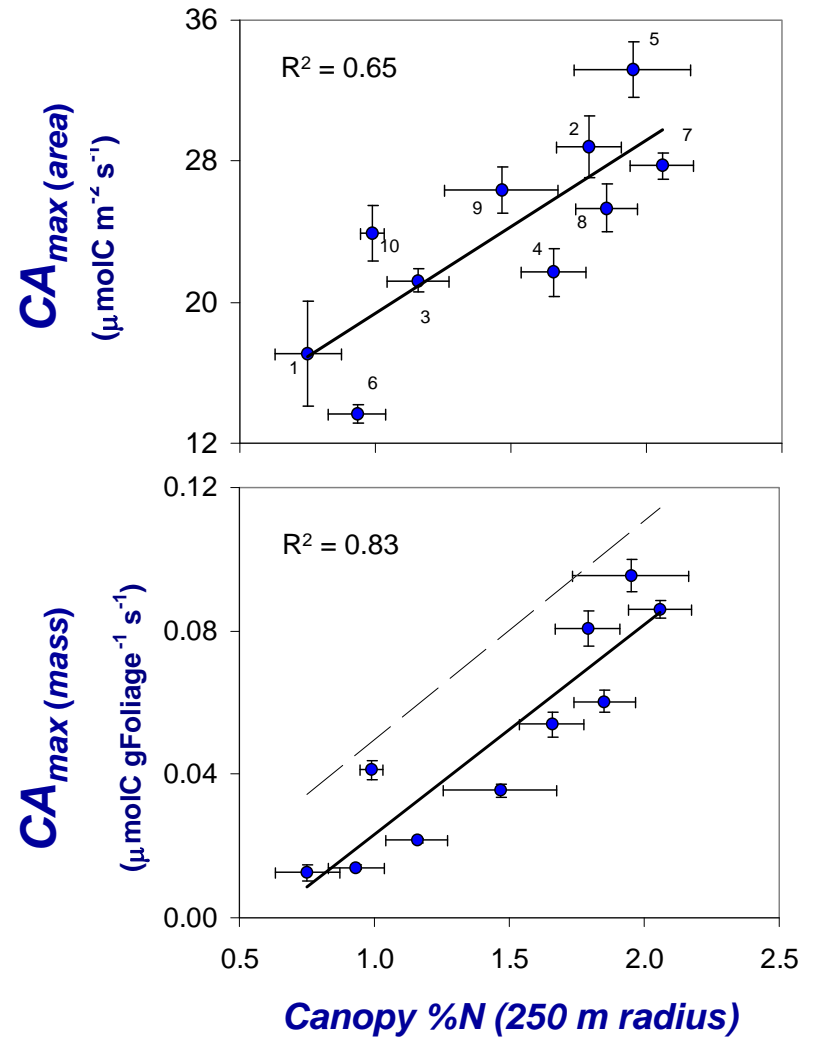 36
28
20
12
CAmax (area)
(μmolC m-2 s-1)
R2 = 0.65
5
2
7
9
8
10
4
3
1
6
0.12
0.08
0.04
0.00
CAmax (mass)
(μmolC gFoliage-1 s-1)
R2 = 0.83
0.5 1.0 1.5 2.0 2.5
Canopy %N (250 m radius)